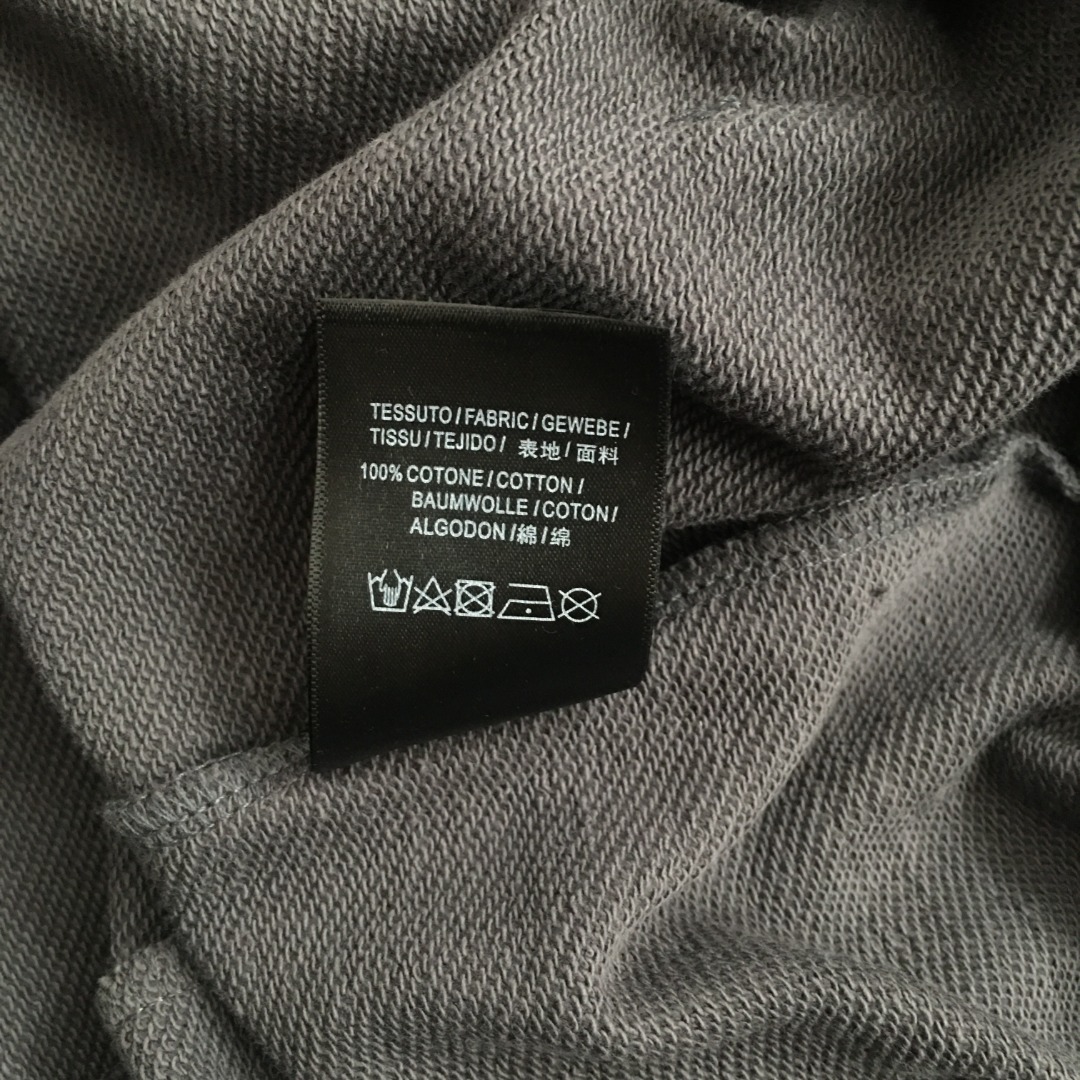 TESSUTO/FABRIC/GEWEBE/
TISSU/TEJIDO/ 表地/面料
100% COTONE/COTTON/
BAUMWOLLE/COTON/
ALGODON/綿/绵